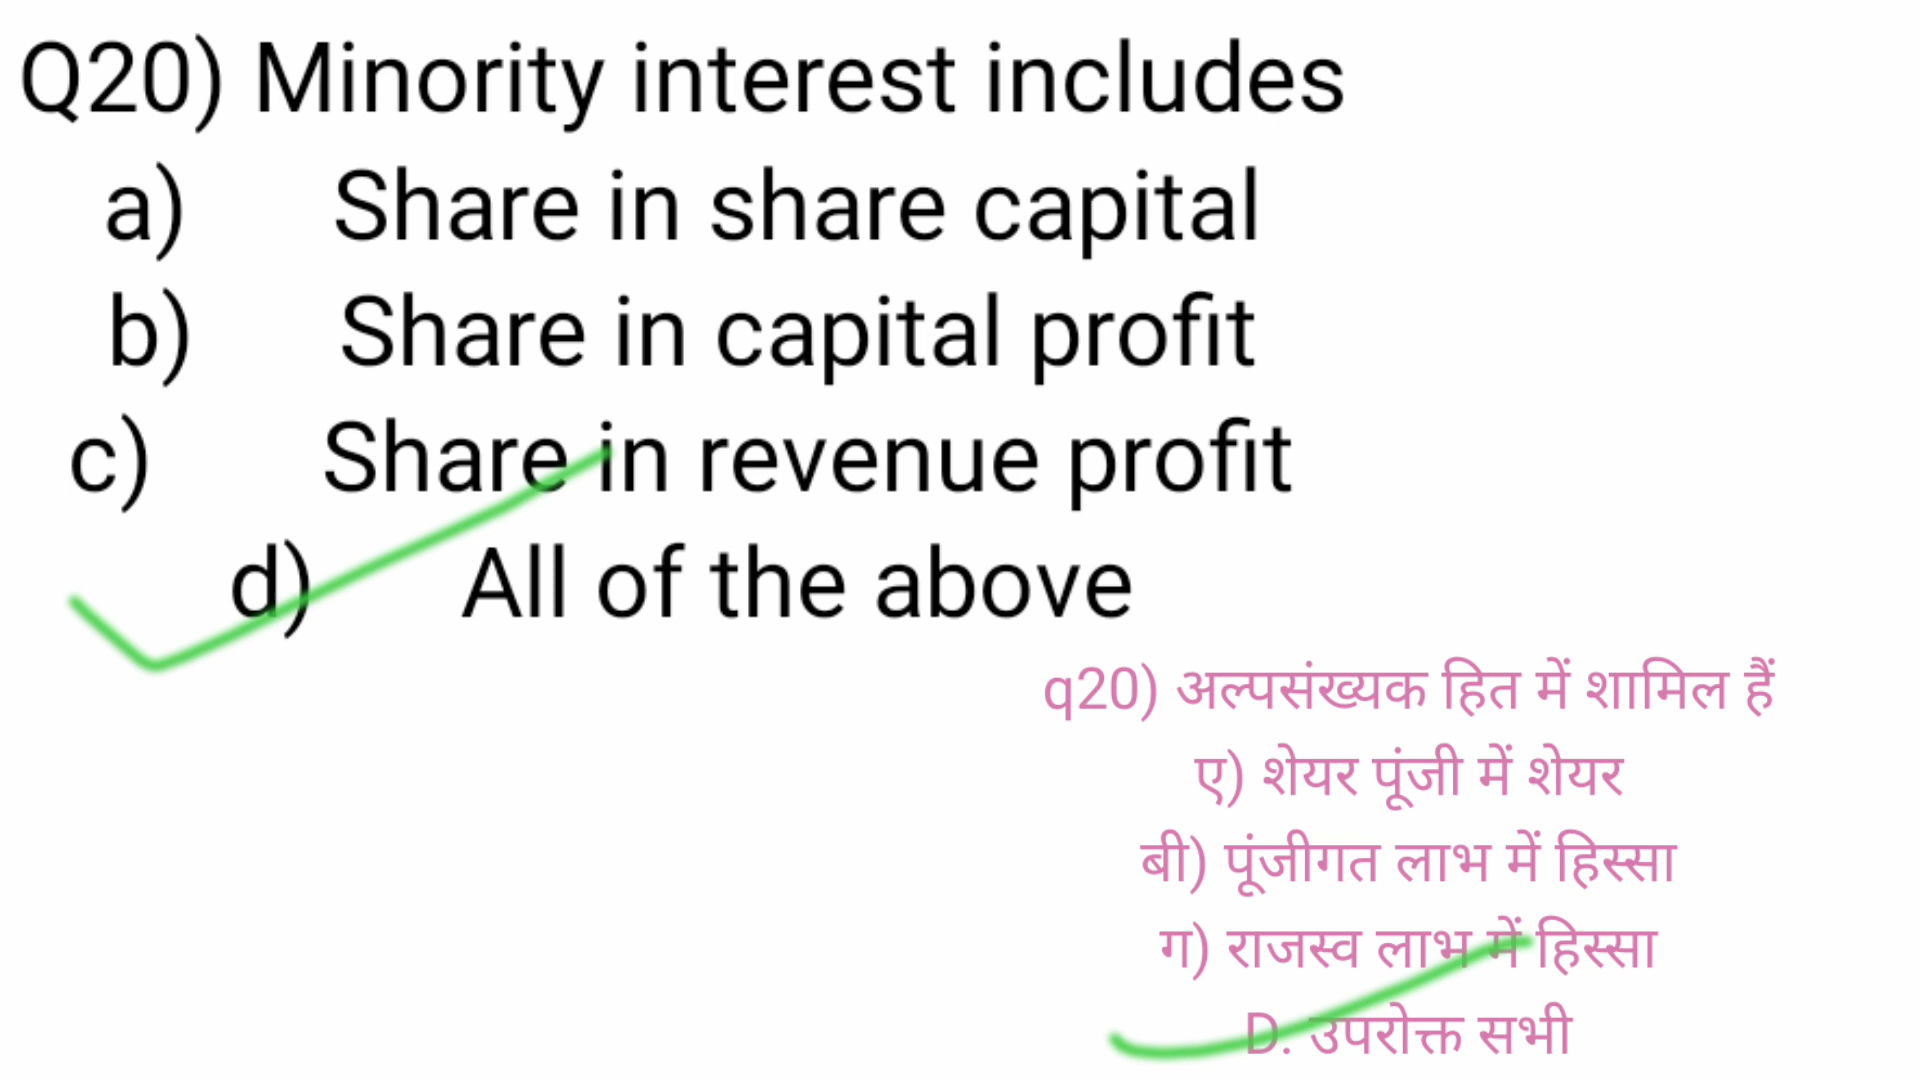 Q20) Minority interest includes
a) Share in share capital
b) Share in capital profit
c) Share in revenue profit
d) All of the above
q20) अल्पसंख्यक हित में शामिल हैं
ए) शेयर पूंजी में शेयर
बी) पूंजीगत लाभ में हिस्सा
ग) राजस्व लाभ में हिस्सा
D. उपरोक्त सभी